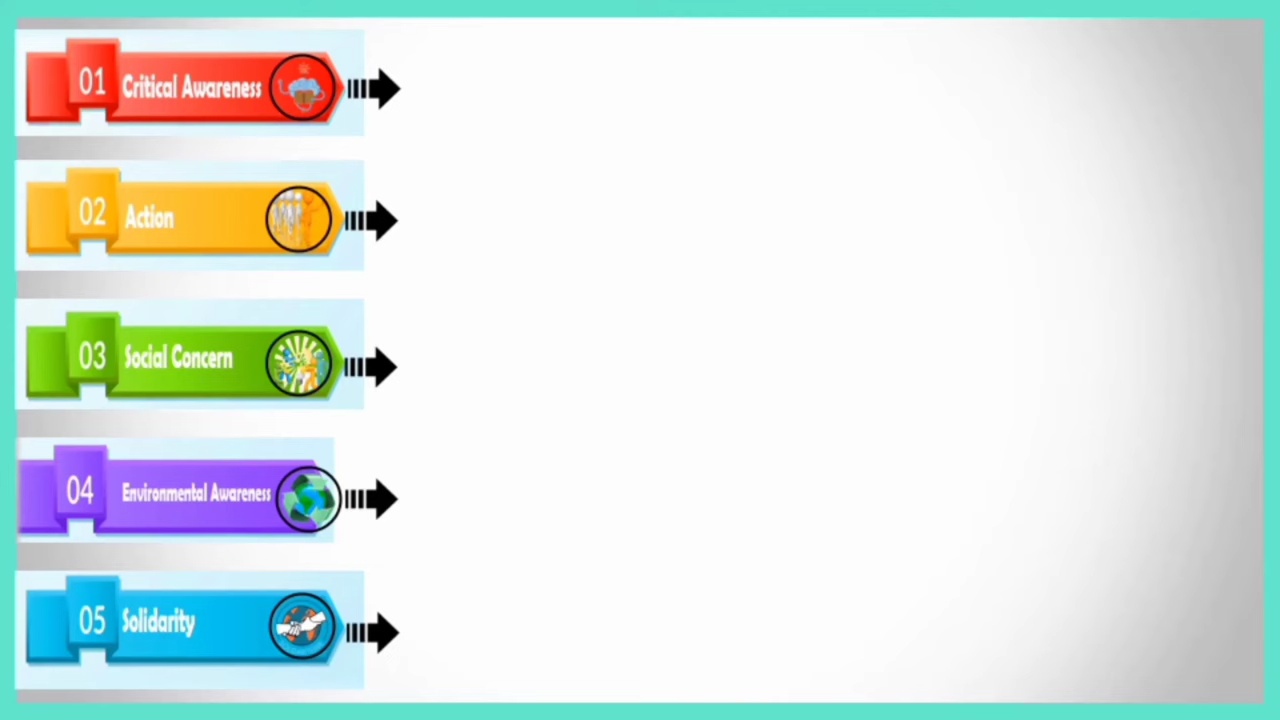 01 Critical Awareness
02 Action
03 Social Concern
04 Environmental Awareness
05 Solidarity